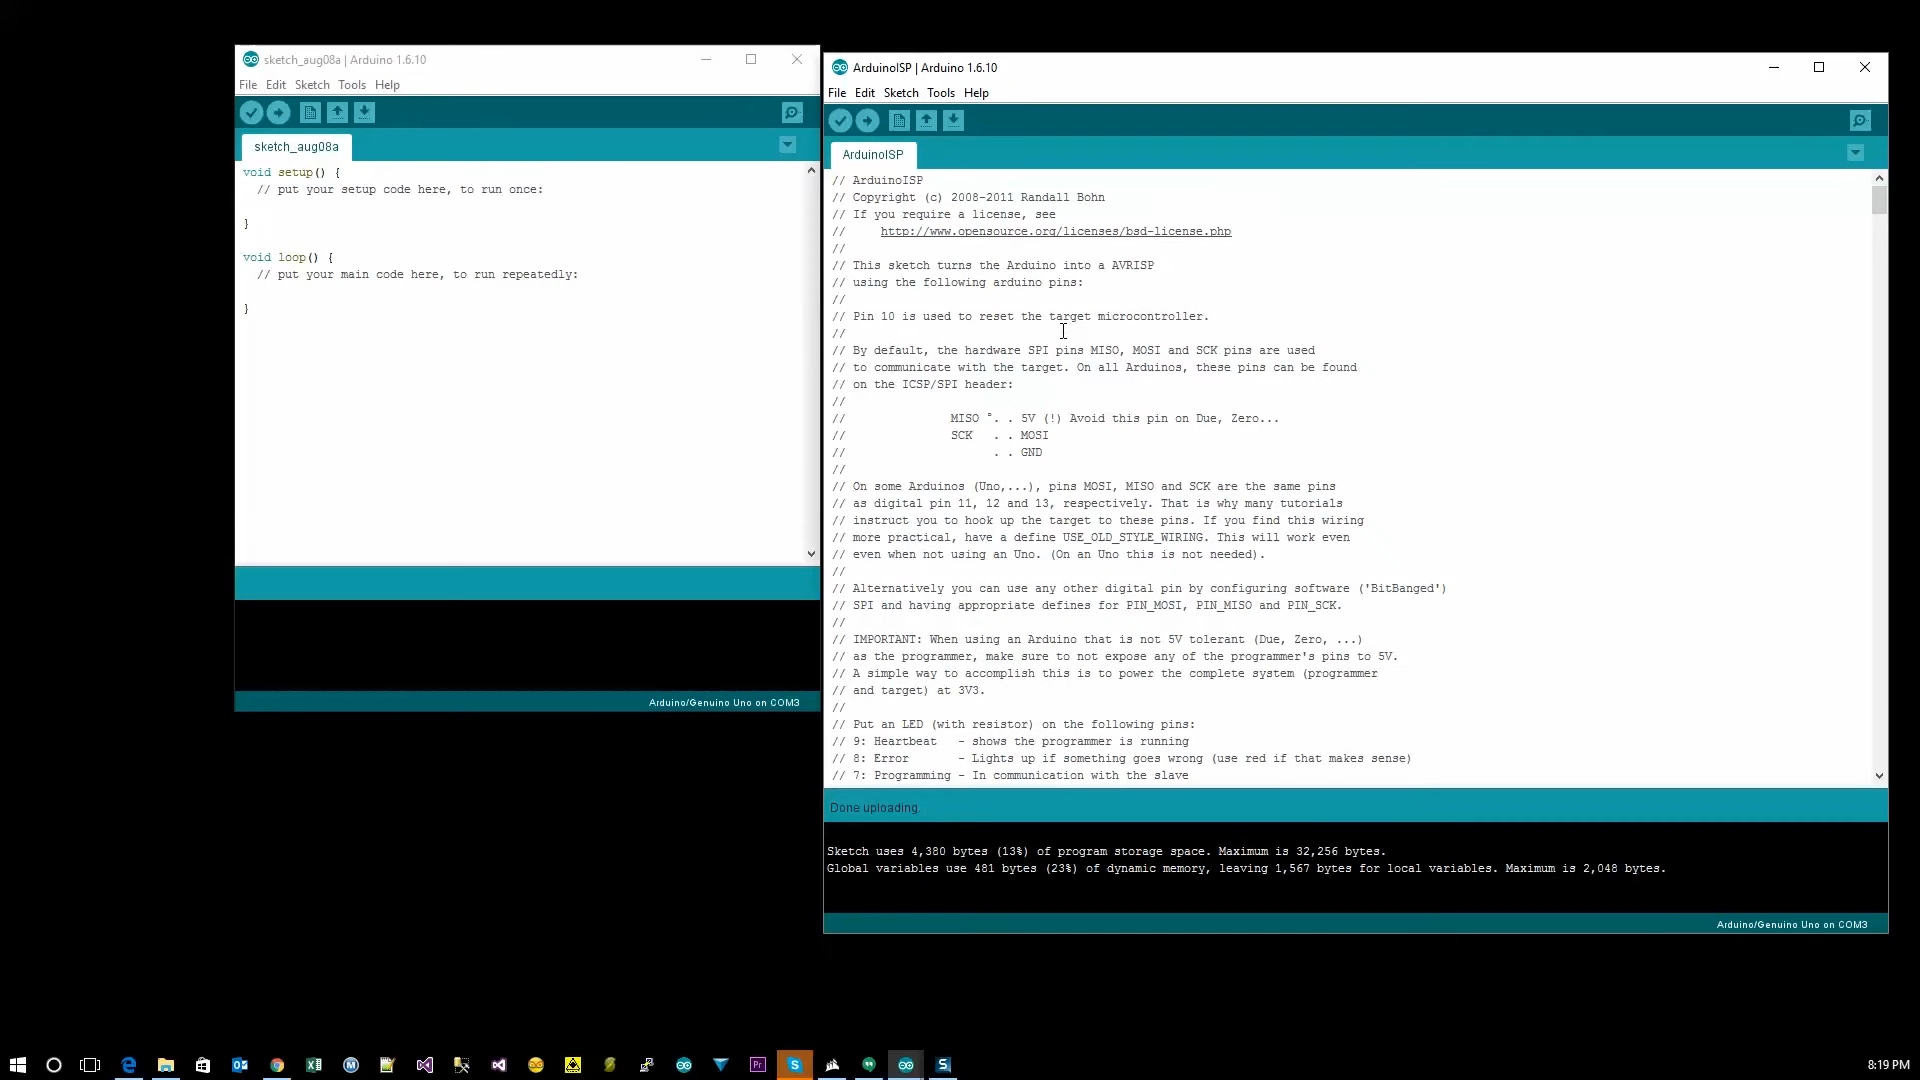 sketch_aug08a | Arduino 1.6.10
File Edit Sketch Tools Help
sketch_aug08a
void setup() {
// put your setup code here, to run once:
}
void loop() {
// put your main code here, to run repeatedly:
}
Arduino/Genuino Uno on COM3
ArduinoISP | Arduino 1.6.10
File Edit Sketch Tools Help
ArduinoISP
// ArduinoISP
// Copyright (c) 2008-2011 Randall Bohn
// If you require a license, see
// http://www.opensource.org/licenses/bsd-license.php
//
// This sketch turns the Arduino into a AVRISP
// using the following arduino pins:
//
// Pin 10 is used to reset the target microcontroller.
//
// By default, the hardware SPI pins MISO, MOSI and SCK pins are used
// to communicate with the target. On all Arduinos, these pins can be found
// on the ICSP/SPI header:
//
// MISO °. . 5V (!) Avoid this pin on Due, Zero...
// SCK . . MOSI
// . . GND
//
// On some Arduinos (Uno,...), pins MOSI, MISO and SCK are the same pins
// as digital pin 11, 12 and 13, respectively. That is why many tutorials
// instruct you to hook up the target to these pins. If you find this wiring
// more practical, have a define USE_OLD_STYLE_WIRING. This will work even
// even when not using an Uno. (On an Uno this is not needed).
//
// Alternatively you can use any other digital pin by configuring software ('BitBanged')
// SPI and having appropriate defines for PIN_MOSI, PIN_MISO and PIN_SCK.
//
// IMPORTANT: When using an Arduino that is not 5V tolerant (Due, Zero, ...)
// as the programmer, make sure to not expose any of the programmer's pins to 5V.
// A simple way to accomplish this is to power the complete system (programmer
// and target) at 3V3.
//
// Put an LED (with resistor) on the following pins:
// 9: Heartbeat - shows the programmer is running
// 8: Error - Lights up if something goes wrong (use red if that makes sense)
// 7: Programming - In communication with the slave
Done uploading.
Sketch uses 4,380 bytes (13%) of program storage space. Maximum is 32,256 bytes.
Global variables use 481 bytes (23%) of dynamic memory, leaving 1,567 bytes for local variables. Maximum is 2,048 bytes.
Arduino/Genuino Uno on COM3
8:19 PM